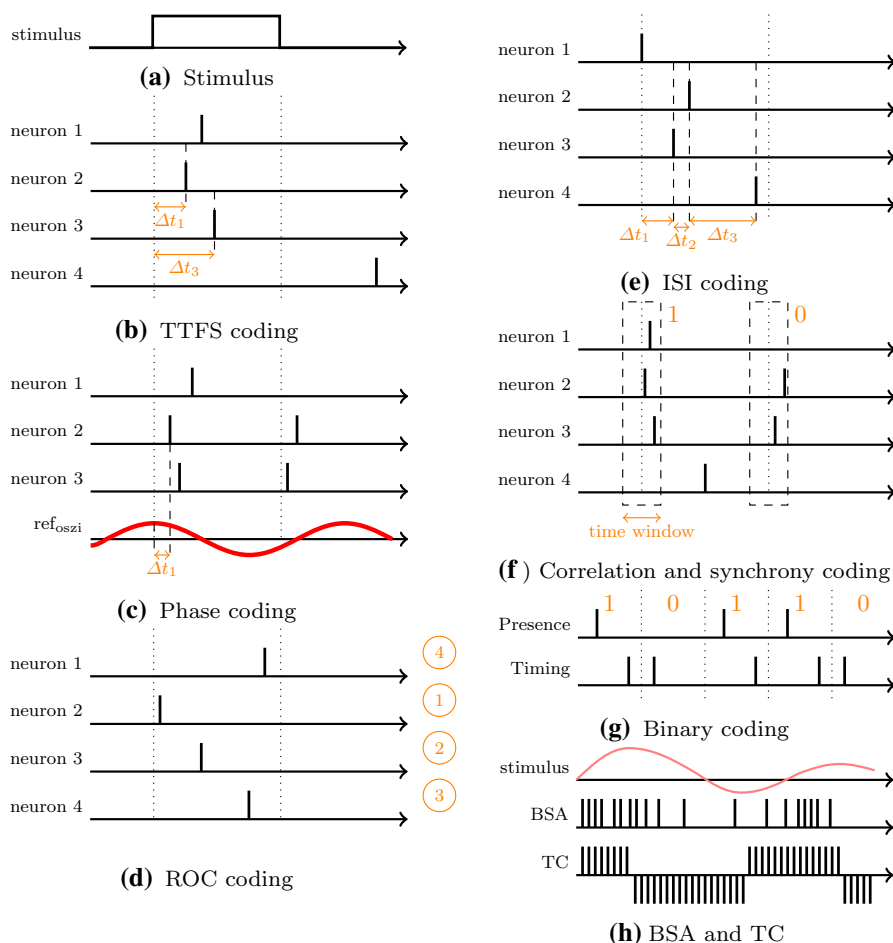 stimulus
(a) Stimulus
neuron 1
neuron 2
Δt1
neuron 3
Δt3
neuron 4
(b) TTFS coding
neuron 1
neuron 2
neuron 3
ref_oszi
Δt1
(c) Phase coding
neuron 1 4
neuron 2 1
neuron 3 2
neuron 4 3
(d) ROC coding
neuron 1
neuron 2
neuron 3
neuron 4
Δt1 Δt2 Δt3
(e) ISI coding
1 0
neuron 1
neuron 2
neuron 3
neuron 4
time window
(f ) Correlation and synchrony coding
1 0 1 1 0
Presence
Timing
(g) Binary coding
stimulus
BSA
TC
(h) BSA and TC